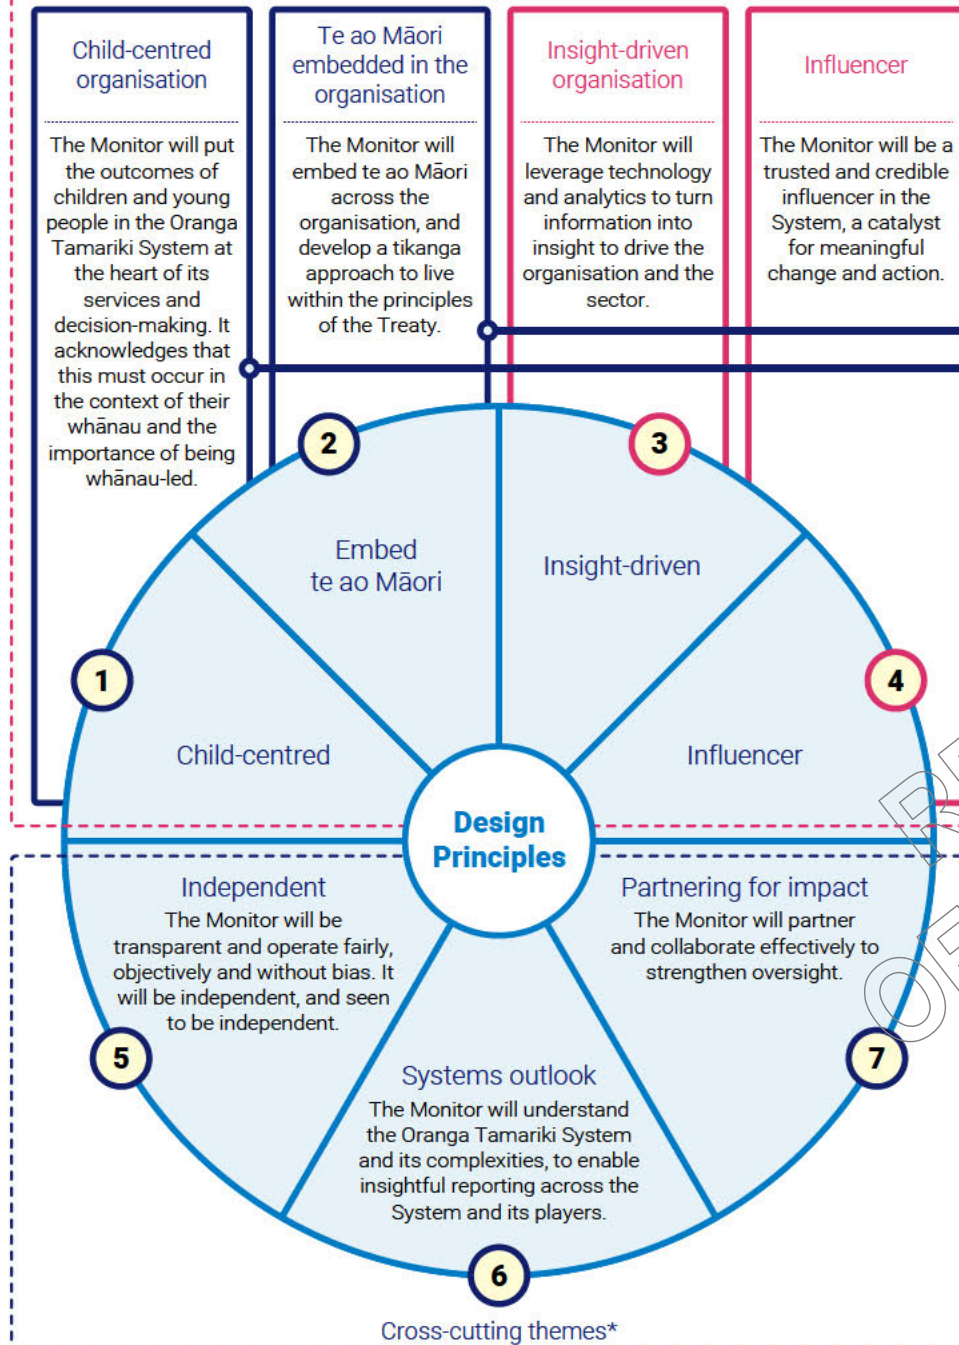 Child-centred
organisation
The Monitor will put
the outcomes of
children and young
people in the Oranga
Tamariki System at
the heart of its
services and
decision-making. It
acknowledges that
this must occur in
the context of their
whānau and the
importance of being
whānau-led.
Te ao Māori
embedded in the
organisation
The Monitor will
embed te ao Māori
across the
organisation, and
develop a tikanga
approach to live
within the principles
of the Treaty.
Insight-driven
organisation
The Monitor will
leverage technology
and analytics to turn
information into
insight to drive the
organisation and the
sector.
Influencer
The Monitor will be a
trusted and credible
influencer in the
System, a catalyst
for meaningful
change and action.
1
Child-centred
2
Embed
te ao Māori
3
Insight-driven
4
Influencer
Design
Principles
Independent
The Monitor will be
transparent and operate fairly,
objectively and without bias. It
will be independent, and seen
to be independent.
5
Systems outlook
The Monitor will understand
the Oranga Tamariki System
and its complexities, to enable
insightful reporting across the
System and its players.
6
Partnering for impact
The Monitor will partner
and collaborate effectively to
strengthen oversight.
7
Cross-cutting themes*